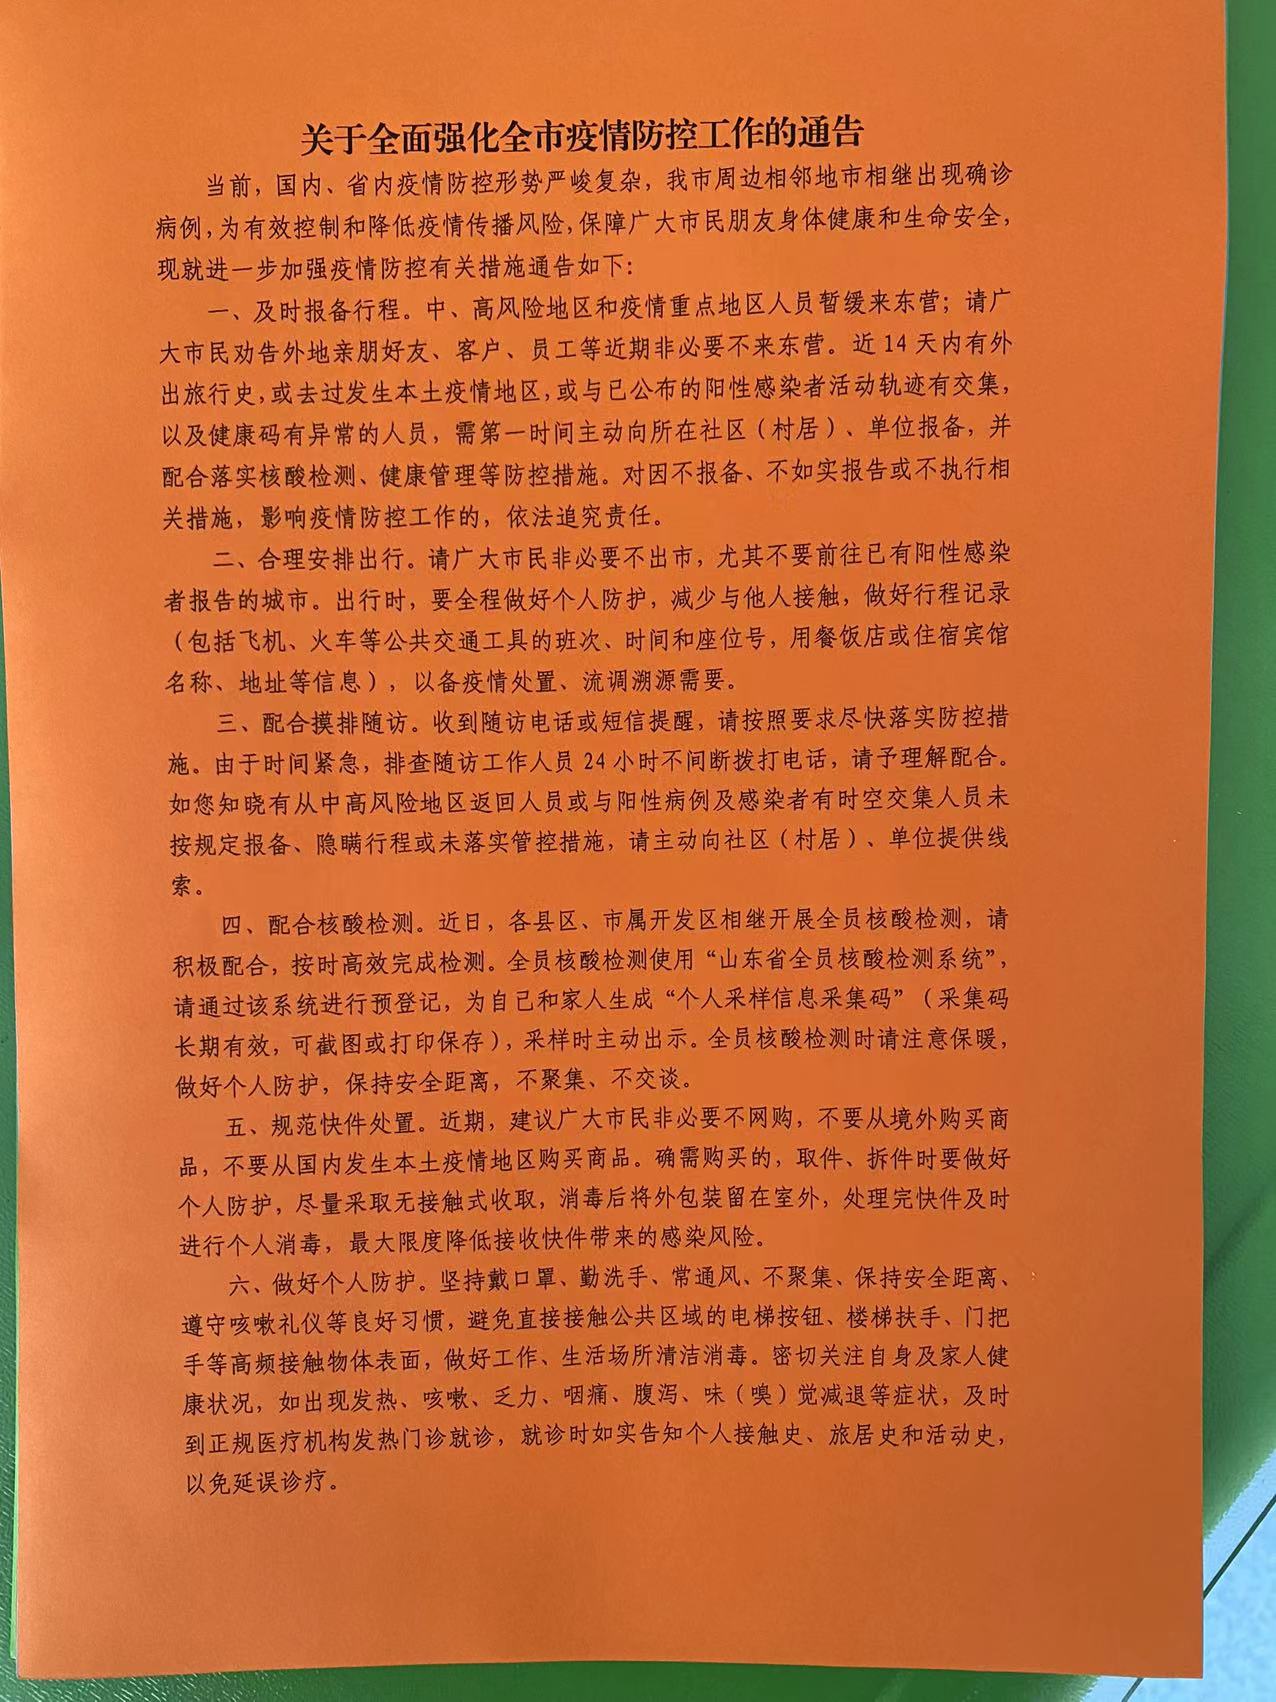 关于全面强化全市疫情防控工作的通告
当前，国内、省内疫情防控形势严峻复杂，我市周边相邻地市相继出现确诊
病例，为有效控制和降低疫情传播风险，保障广大市民朋友身体健康和生命安全，
现就进一步加强疫情防控有关措施通告如下：
一、及时报备行程。中、高风险地区和疫情重点地区人员暂缓来东营；请广
大市民劝告外地亲朋好友、客户、员工等近期非必要不来东营。近14天内有外
出旅行史，或去过发生本土疫情地区，或与已公布的阳性感染者活动轨迹有交集，
以及健康码有异常的人员，需第一时间主动向所在社区（村居）、单位报备，并
配合落实核酸检测、健康管理等防控措施。对因不报备、不如实报告或不执行相
关措施，影响疫情防控工作的，依法追究责任。
二、合理安排出行。请广大市民非必要不出市，尤其不要前往已有阳性感染
者报告的城市。出行时，要全程做好个人防护，减少与他人接触，做好行程记录
（包括飞机、火车等公共交通工具的班次、时间和座位号，用餐饭店或住宿宾馆
名称、地址等信息），以备疫情处置、流调溯源需要。
三、配合摸排随访。收到随访电话或短信提醒，请按照要求尽快落实防控措
施。由于时间紧急，排查随访工作人员24小时不间断拨打电话，请予理解配合。
如您知晓有从中高风险地区返回人员或与阳性病例及感染者有时空交集人员未
按规定报备、隐瞒行程或未落实管控措施，请主动向社区（村居）、单位提供线
索。
四、配合核酸检测。近日，各县区、市属开发区相继开展全员核酸检测，请
积极配合，按时高效完成检测。全员核酸检测使用“山东省全员核酸检测系统”，
请通过该系统进行预登记，为自己和家人生成“个人采样信息采集码”（采集码
长期有效，可截图或打印保存），采样时主动出示。全员核酸检测时请注意保暖，
做好个人防护，保持安全距离，不聚集、不交谈。
五、规范快件处置。近期，建议广大市民非必要不网购，不要从境外购买商
品，不要从国内发生本土疫情地区购买商品。确需购买的，取件、拆件时要做好
个人防护，尽量采取无接触式收取，消毒后将外包装留在室外，处理完快件及时
进行个人消毒，最大限度降低接收快件带来的感染风险。
六、做好个人防护。坚持戴口罩、勤洗手、常通风、不聚集、保持安全距离、
遵守咳嗽礼仪等良好习惯，避免直接接触公共区域的电梯按钮、楼梯扶手、门把
手等高频接触物体表面，做好工作、生活场所清洁消毒。密切关注自身及家人健
康状况，如出现发热、咳嗽、乏力、咽痛、腹泻、味（嗅）觉减退等症状，及时
到正规医疗机构发热门诊就诊，就诊时如实告知个人接触史、旅居史和活动史，
以免延误诊疗。